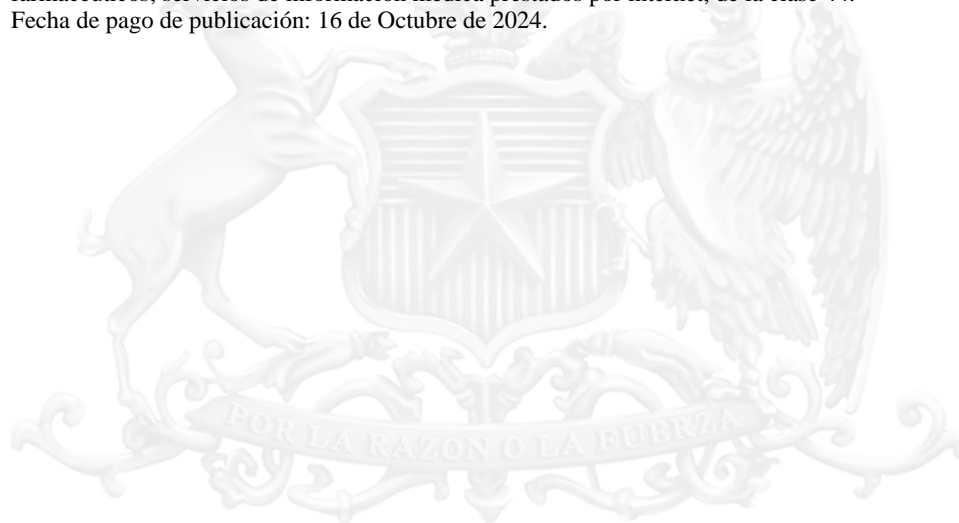 farmacéuticos, servicios de información médica prestados por internet, de la clase 44.
Fecha de pago de publicación: 16 de Octubre de 2024.
POR LA RAZON O LA FUERZA